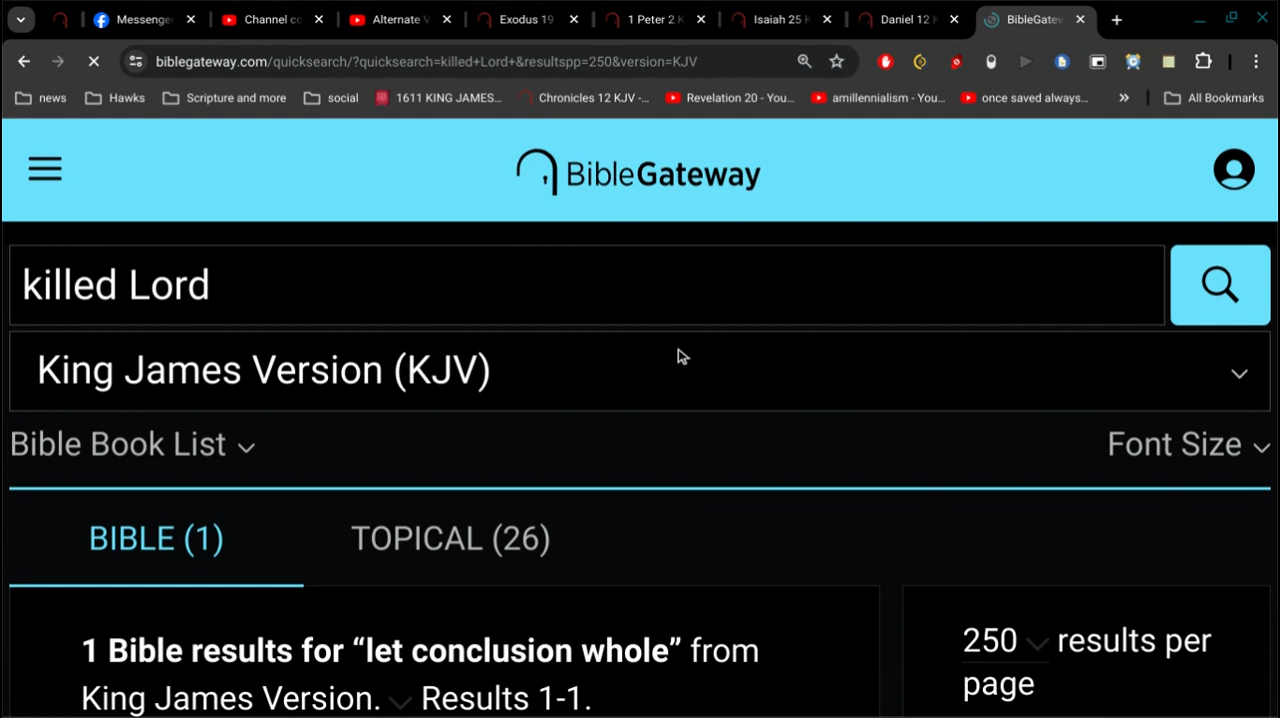 Messenge
Channel co
Alternate V
Exodus 19
1 Peter 2 K
Isaiah 25 K
Daniel 12 K
BibleGatew
biblegateway.com/quicksearch/?quicksearch=killed+Lord+&resultspp=250&version=KJV
news
Hawks
Scripture and more
social
1611 KING JAMES...
Chronicles 12 KJV -...
Revelation 20 - You...
amillennialism - You...
once saved always...
All Bookmarks
BibleGateway
killed Lord
King James Version (KJV)
Bible Book List
Font Size
BIBLE (1)
TOPICAL (26)
1 Bible results for “let conclusion whole” from
King James Version. Results 1-1.
250 results per
page